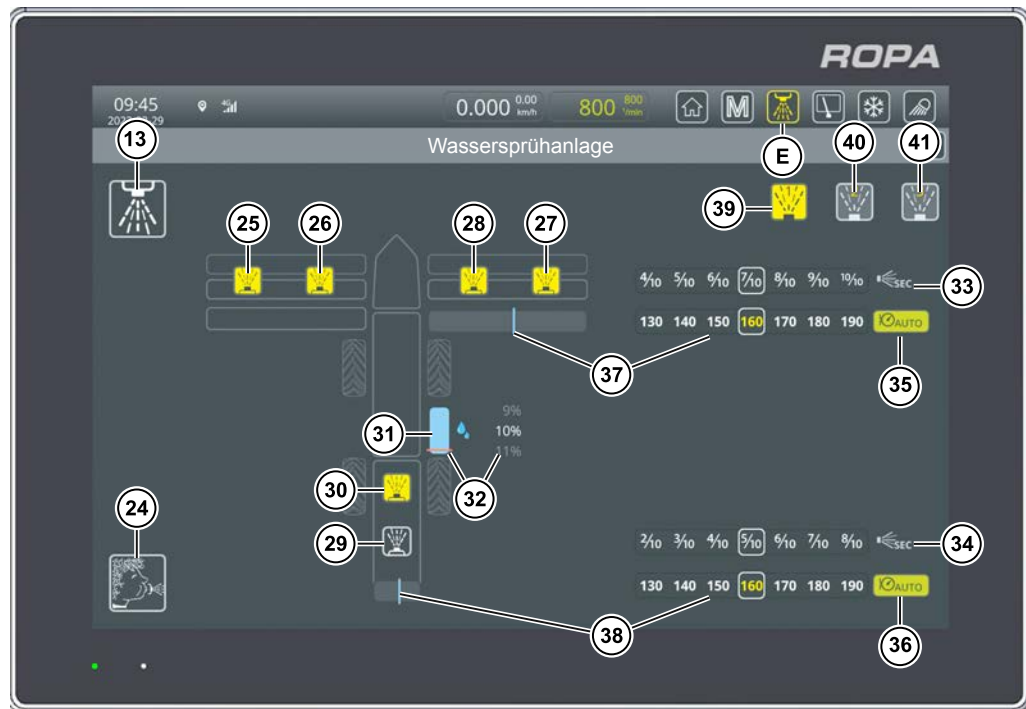 ROPA
09:45 4G 0.000 0.00 km/h 800 800 1/min M
13 Wassersprühanlage E 40 41
39
25 26 28 27
4/10 5/10 6/10 7/10 8/10 9/10 10/10 SEC 33
130 140 150 160 170 180 190 AUTO
37 35
9%
31 10%
11%
30 32
24
29 2/10 3/10 4/10 5/10 6/10 7/10 8/10 SEC 34
130 140 150 160 170 180 190 AUTO
38 36